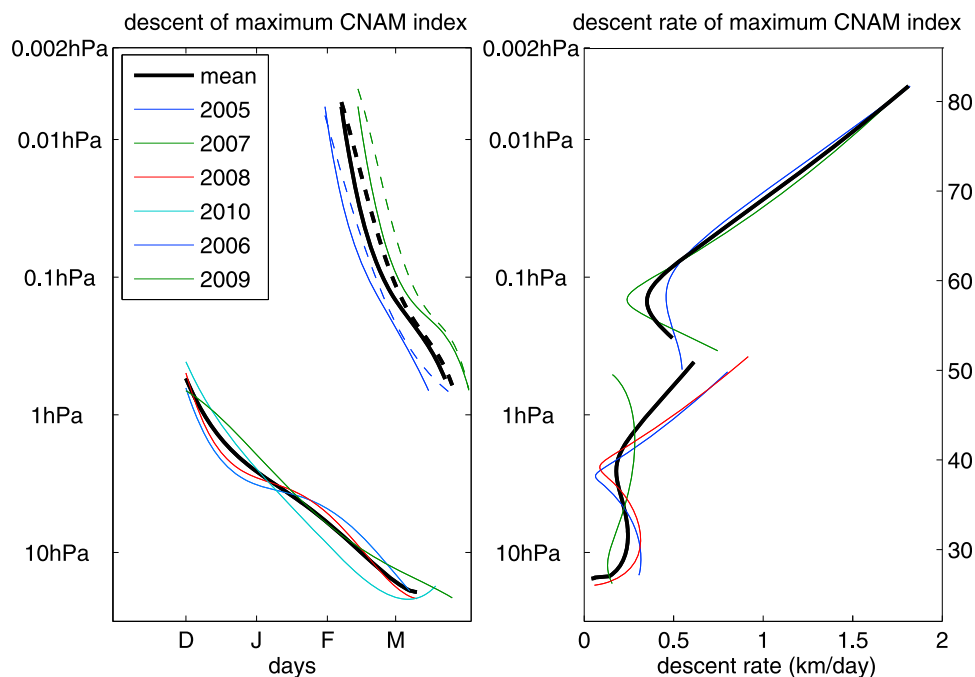 descent of maximum CNAM index
0.002hPa
0.01hPa
0.1hPa
1hPa
10hPa
mean
2005
2007
2008
2010
2006
2009
D J F M
days
descent rate of maximum CNAM index
0.002hPa
0.01hPa
0.1hPa
1hPa
10hPa
80
70
60
50
40
30
0 0.5 1 1.5 2
descent rate (km/day)